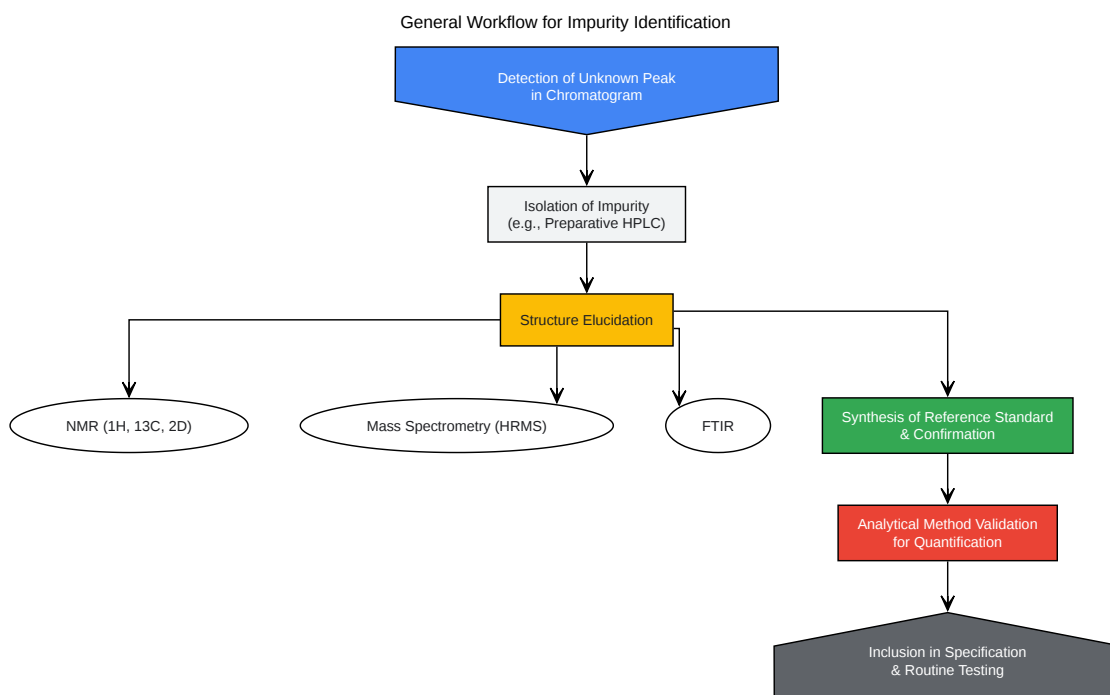 General Workflow for Impurity Identification
Detection of Unknown Peak
in Chromatogram
Isolation of Impurity
(e.g., Preparative HPLC)
Structure Elucidation
NMR (1H, 13C, 2D)
Mass Spectrometry (HRMS)
FTIR
Synthesis of Reference Standard
& Confirmation
Analytical Method Validation
for Quantification
Inclusion in Specification
& Routine Testing